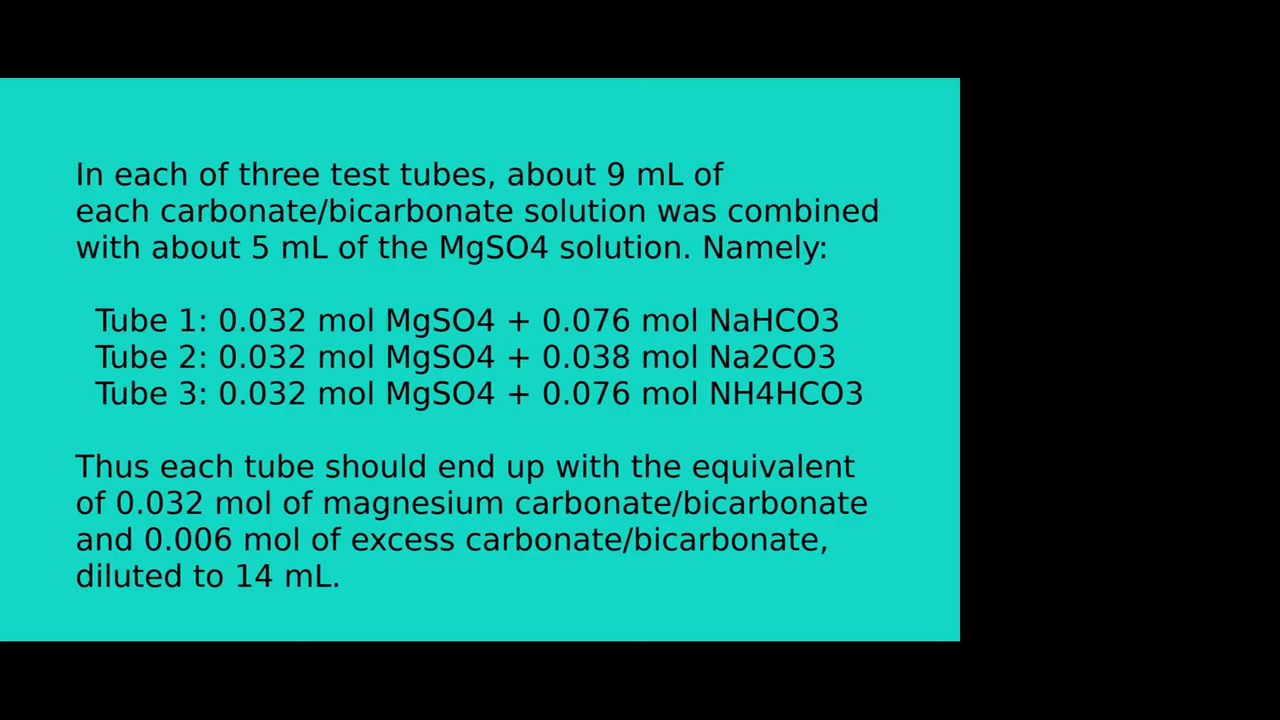 In each of three test tubes, about 9 mL of
each carbonate/bicarbonate solution was combined
with about 5 mL of the MgSO4 solution. Namely:
Tube 1: 0.032 mol MgSO4 + 0.076 mol NaHCO3
Tube 2: 0.032 mol MgSO4 + 0.038 mol Na2CO3
Tube 3: 0.032 mol MgSO4 + 0.076 mol NH4HCO3
Thus each tube should end up with the equivalent
of 0.032 mol of magnesium carbonate/bicarbonate
and 0.006 mol of excess carbonate/bicarbonate,
diluted to 14 mL.